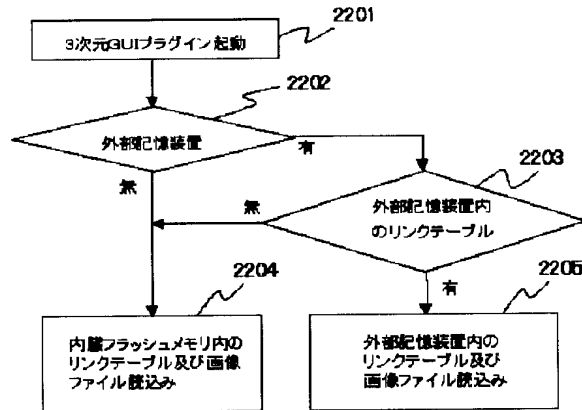 2201
3次元GUIプラグイン起動
2202
外部記憶装置
有
無
2203
外部記憶装置内
のリンクテーブル
無
有
2204
内臓フラッシュメモリ内の
リンクテーブル及び画像
ファイル読込み
2205
外部記憶装置内の
リンクテーブル及び
画像ファイル読込み